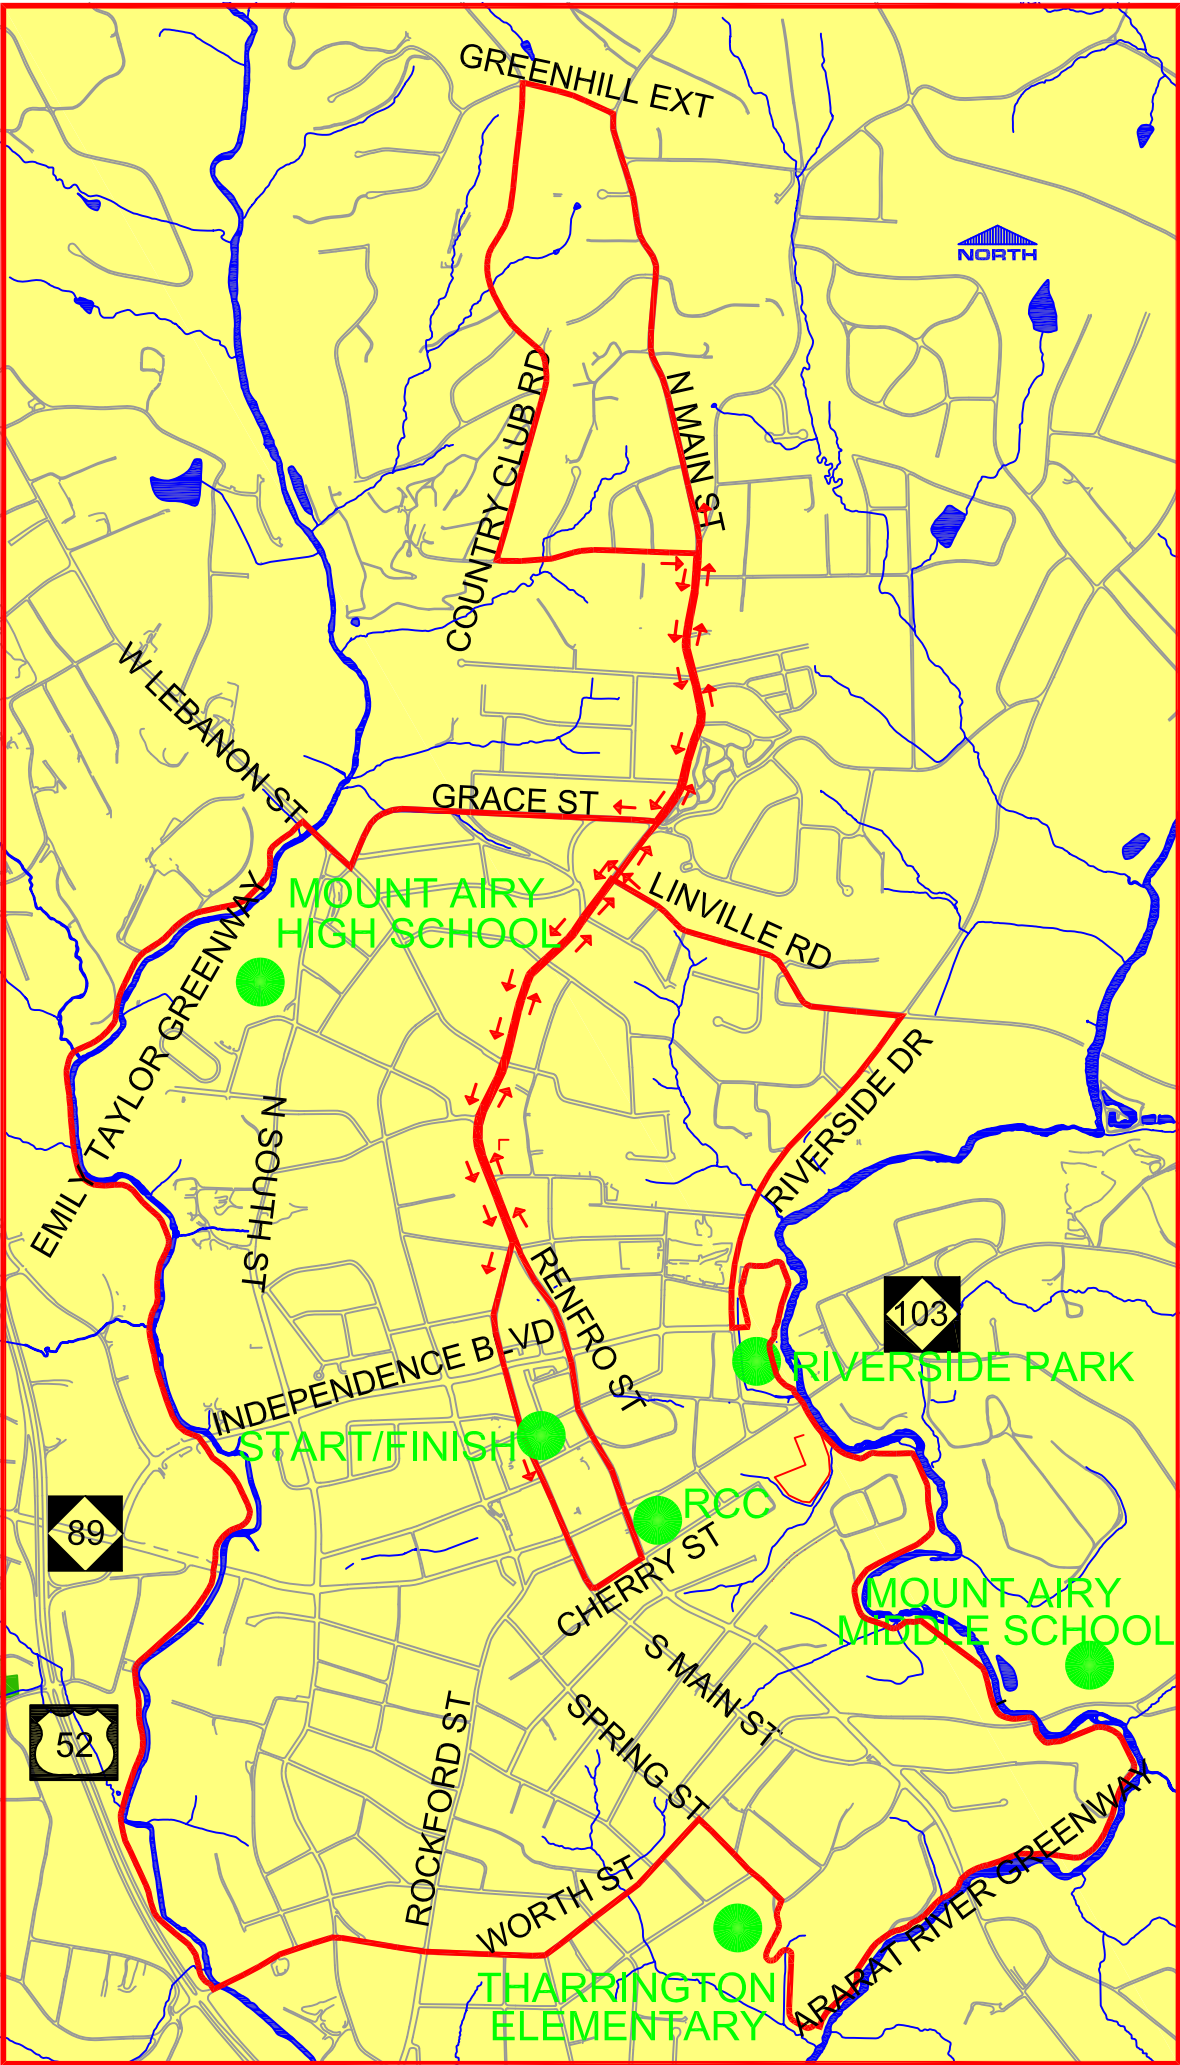 GREENHILL EXT
NORTH
COUNTRY CLUB RD
N MAIN ST
W LEBANON ST
GRACE ST
LINVILLE RD
MOUNT AIRY
HIGH SCHOOL
EMILY TAYLOR GREENWAY
N SOUTH ST
RIVERSIDE DR
RENFRO ST
103
INDEPENDENCE BLVD
RIVERSIDE PARK
START/FINISH
RCC
89
CHERRY ST
MOUNT AIRY
MIDDLE SCHOOL
S MAIN ST
SPRING ST
52
ROCKFORD ST
WORTH ST
ARARAT RIVER GREENWAY
THARRINGTON
ELEMENTARY